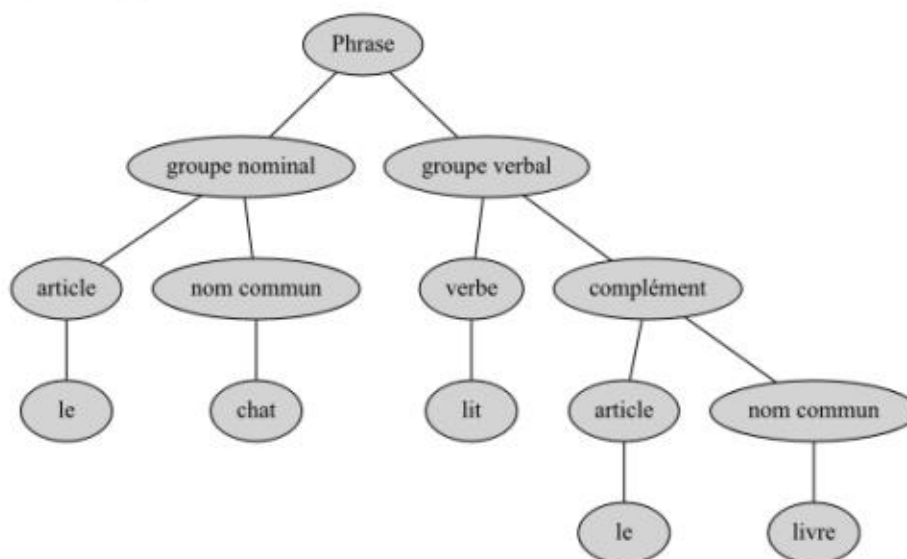 Phrase
groupe nominal groupe verbal
article nom commun verbe complément
le chat lit article nom commun
le livre